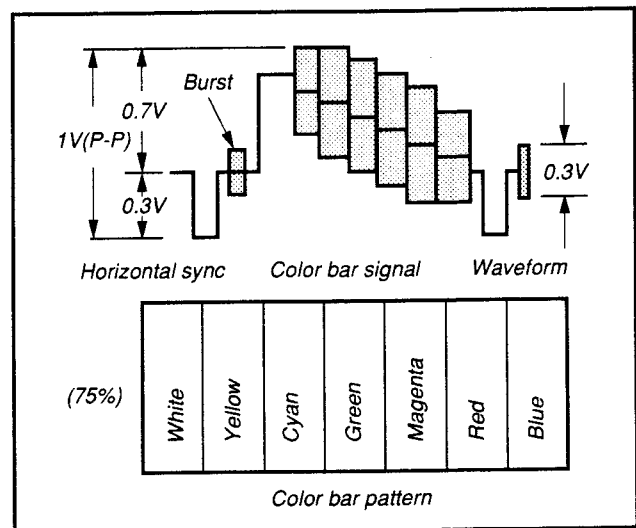 Burst
0.7V
1V(P-P)
0.3V
0.3V
Horizontal sync
Color bar signal
Waveform
(75%)
White
Yellow
Cyan
Green
Magenta
Red
Blue
Color bar pattern